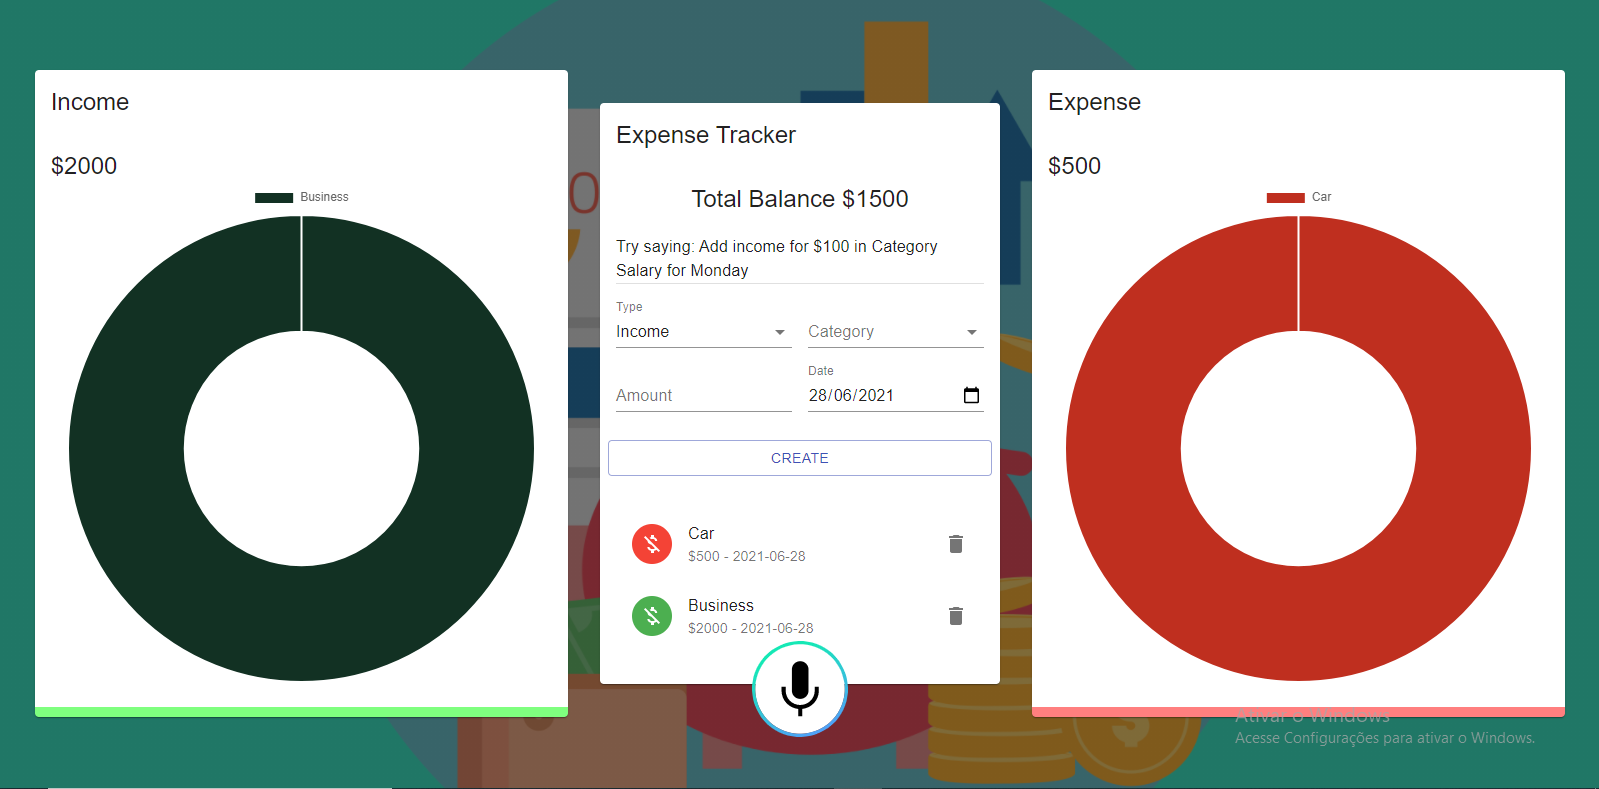 Income
$2000
Business
Expense Tracker
Total Balance $1500
Try saying: Add income for $100 in Category
Salary for Monday
Type
Income
Category
Amount
Date
28/06/2021
CREATE
Car
$500 - 2021-06-28
Business
$2000 - 2021-06-28
Expense
$500
Car
Ativar o Windows
Acesse Configurações para ativar o Windows.